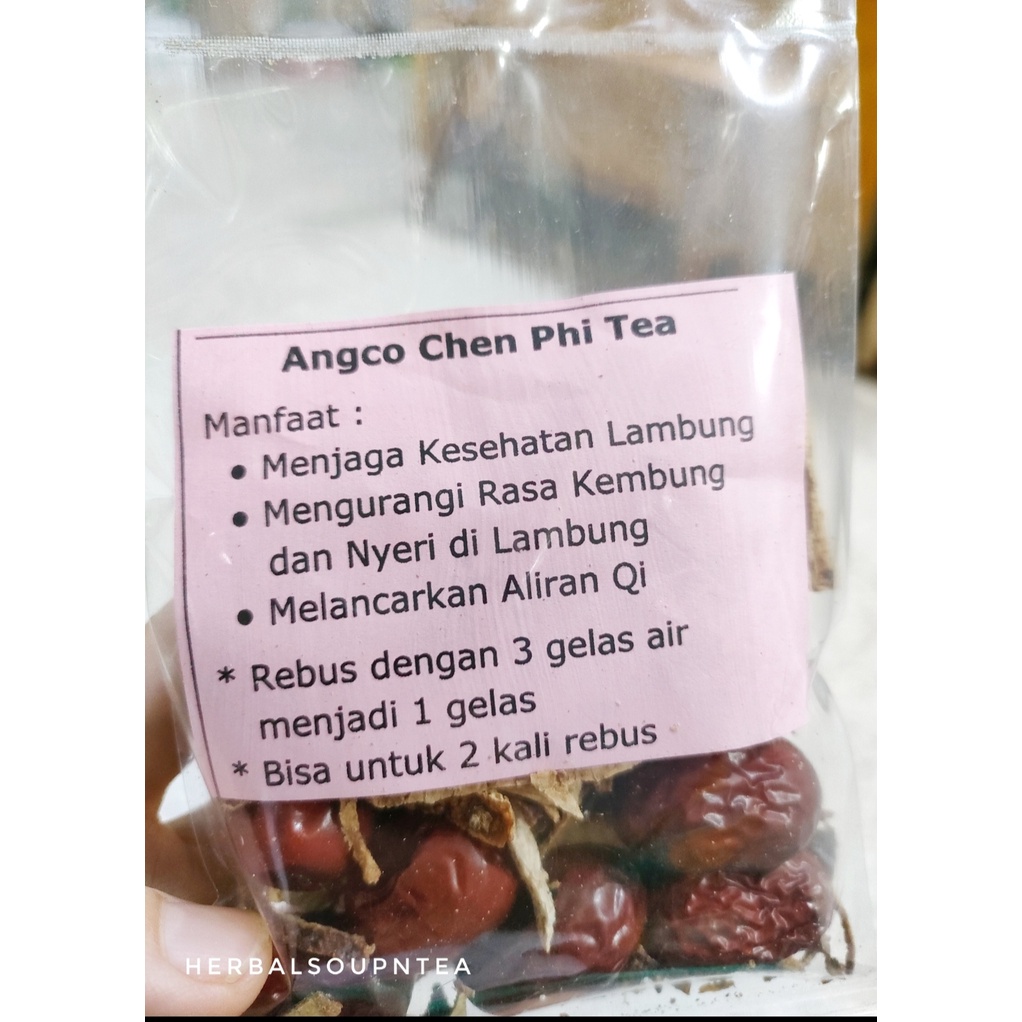 Angco Chen Phi Tea
Manfaat :
• Menjaga Kesehatan Lambung
• Mengurangi Rasa Kembung
dan Nyeri di Lambung
• Melancarkan Aliran Qi
* Rebus dengan 3 gelas air
menjadi 1 gelas
* Bisa untuk 2 kali rebus
HERBALSOUPNTEA